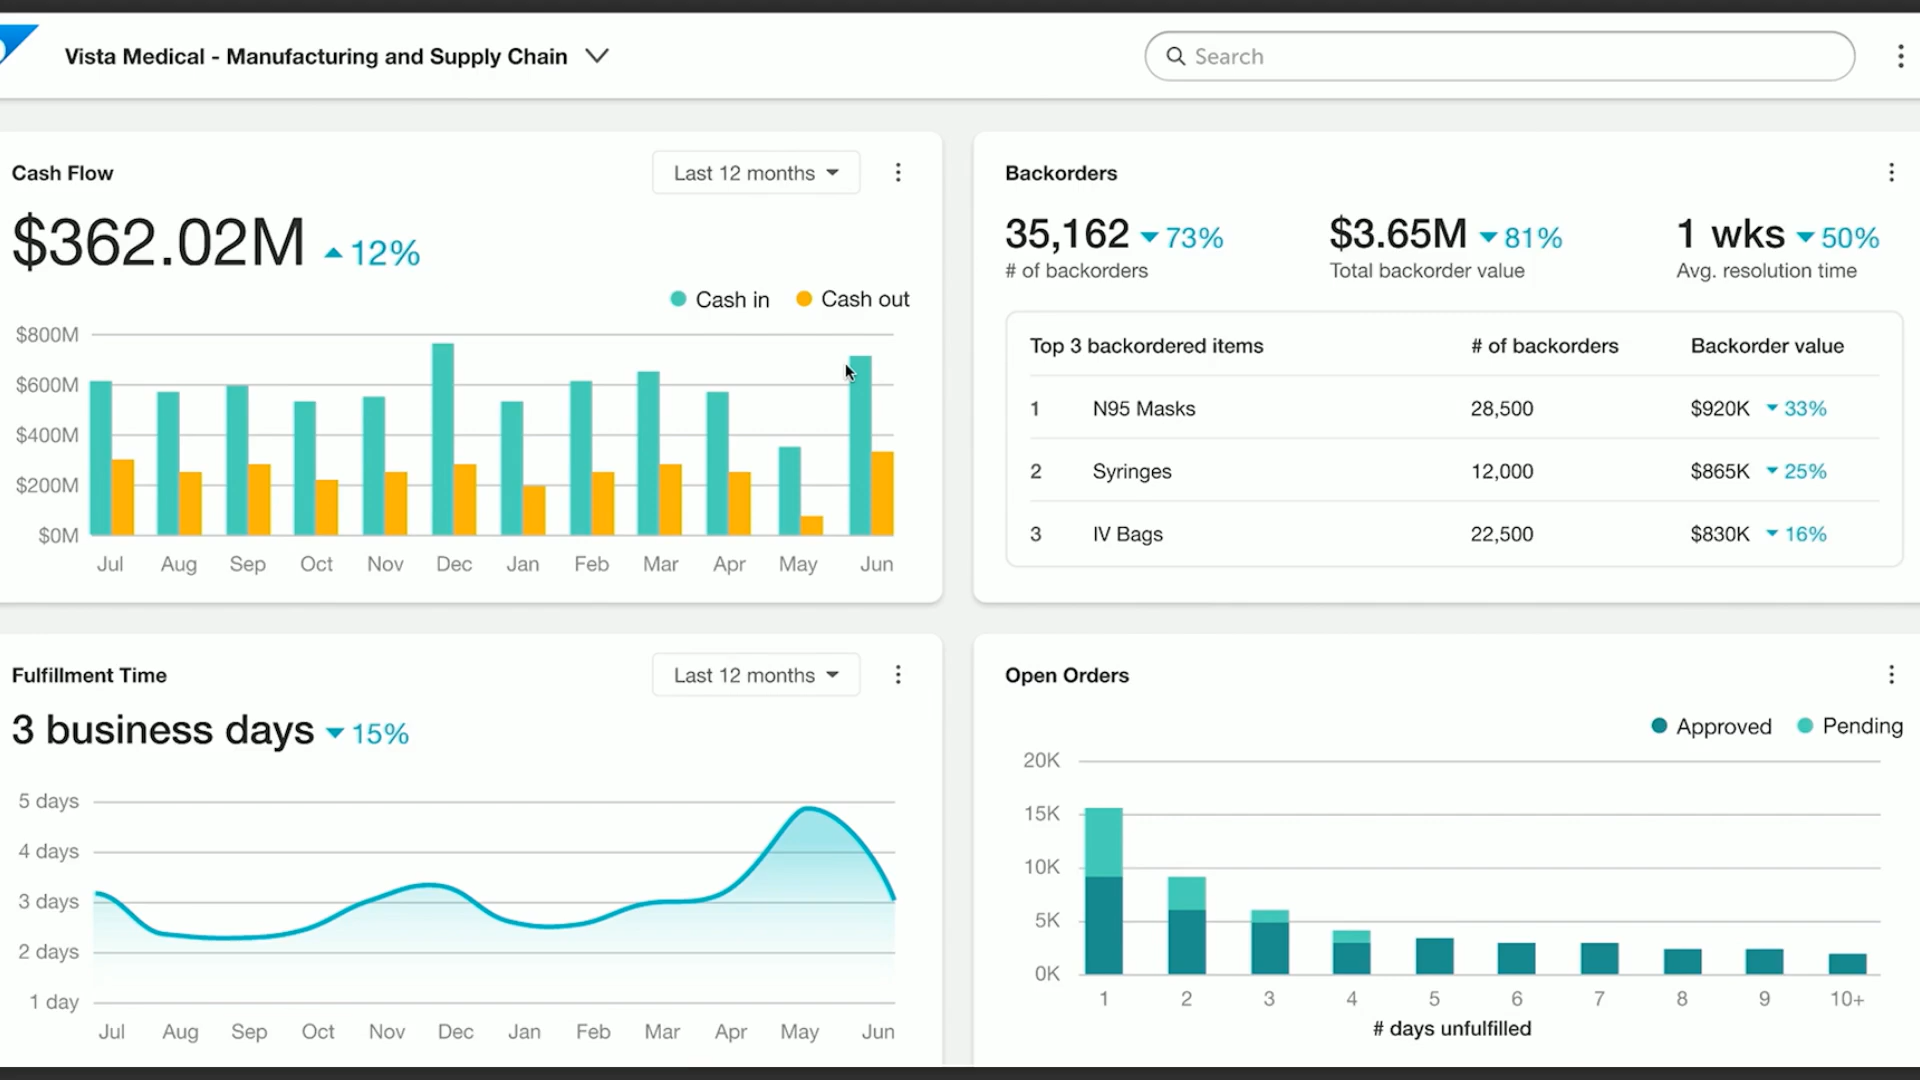 Vista Medical - Manufacturing and Supply Chain
Search
Cash Flow
Last 12 months
$362.02M 12%
Cash in Cash out
$800M
$600M
$400M
$200M
$0M
Jul Aug Sep Oct Nov Dec Jan Feb Mar Apr May Jun
Backorders
35,162 73% $3.65M 81% 1 wks 50%
# of backorders Total backorder value Avg. resolution time
Top 3 backordered items # of backorders Backorder value
1 N95 Masks 28,500 $920K 33%
2 Syringes 12,000 $865K 25%
3 IV Bags 22,500 $830K 16%
Fulfillment Time
Last 12 months
3 business days 15%
5 days
4 days
3 days
2 days
1 day
Jul Aug Sep Oct Nov Dec Jan Feb Mar Apr May Jun
Open Orders
Approved Pending
20K
15K
10K
5K
0K
1 2 3 4 5 6 7 8 9 10+
# days unfulfilled